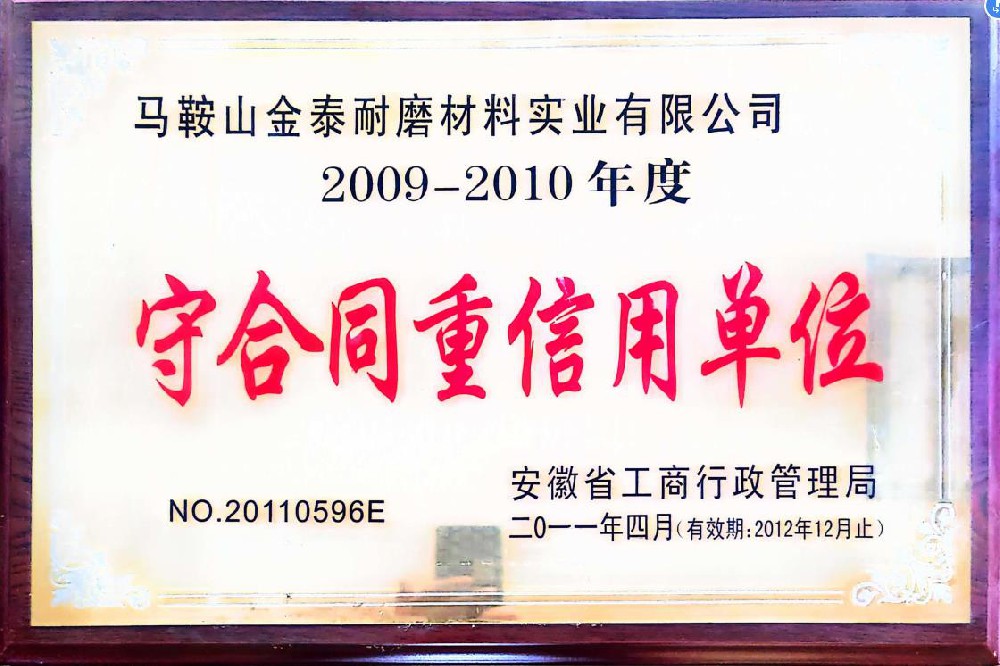 马鞍山金泰耐磨材料实业有限公司
2009-2010年度
守合同重信用单位
NO.20110596E
安徽省工商行政管理局
二O一一年四月(有效期:2012年12月止)